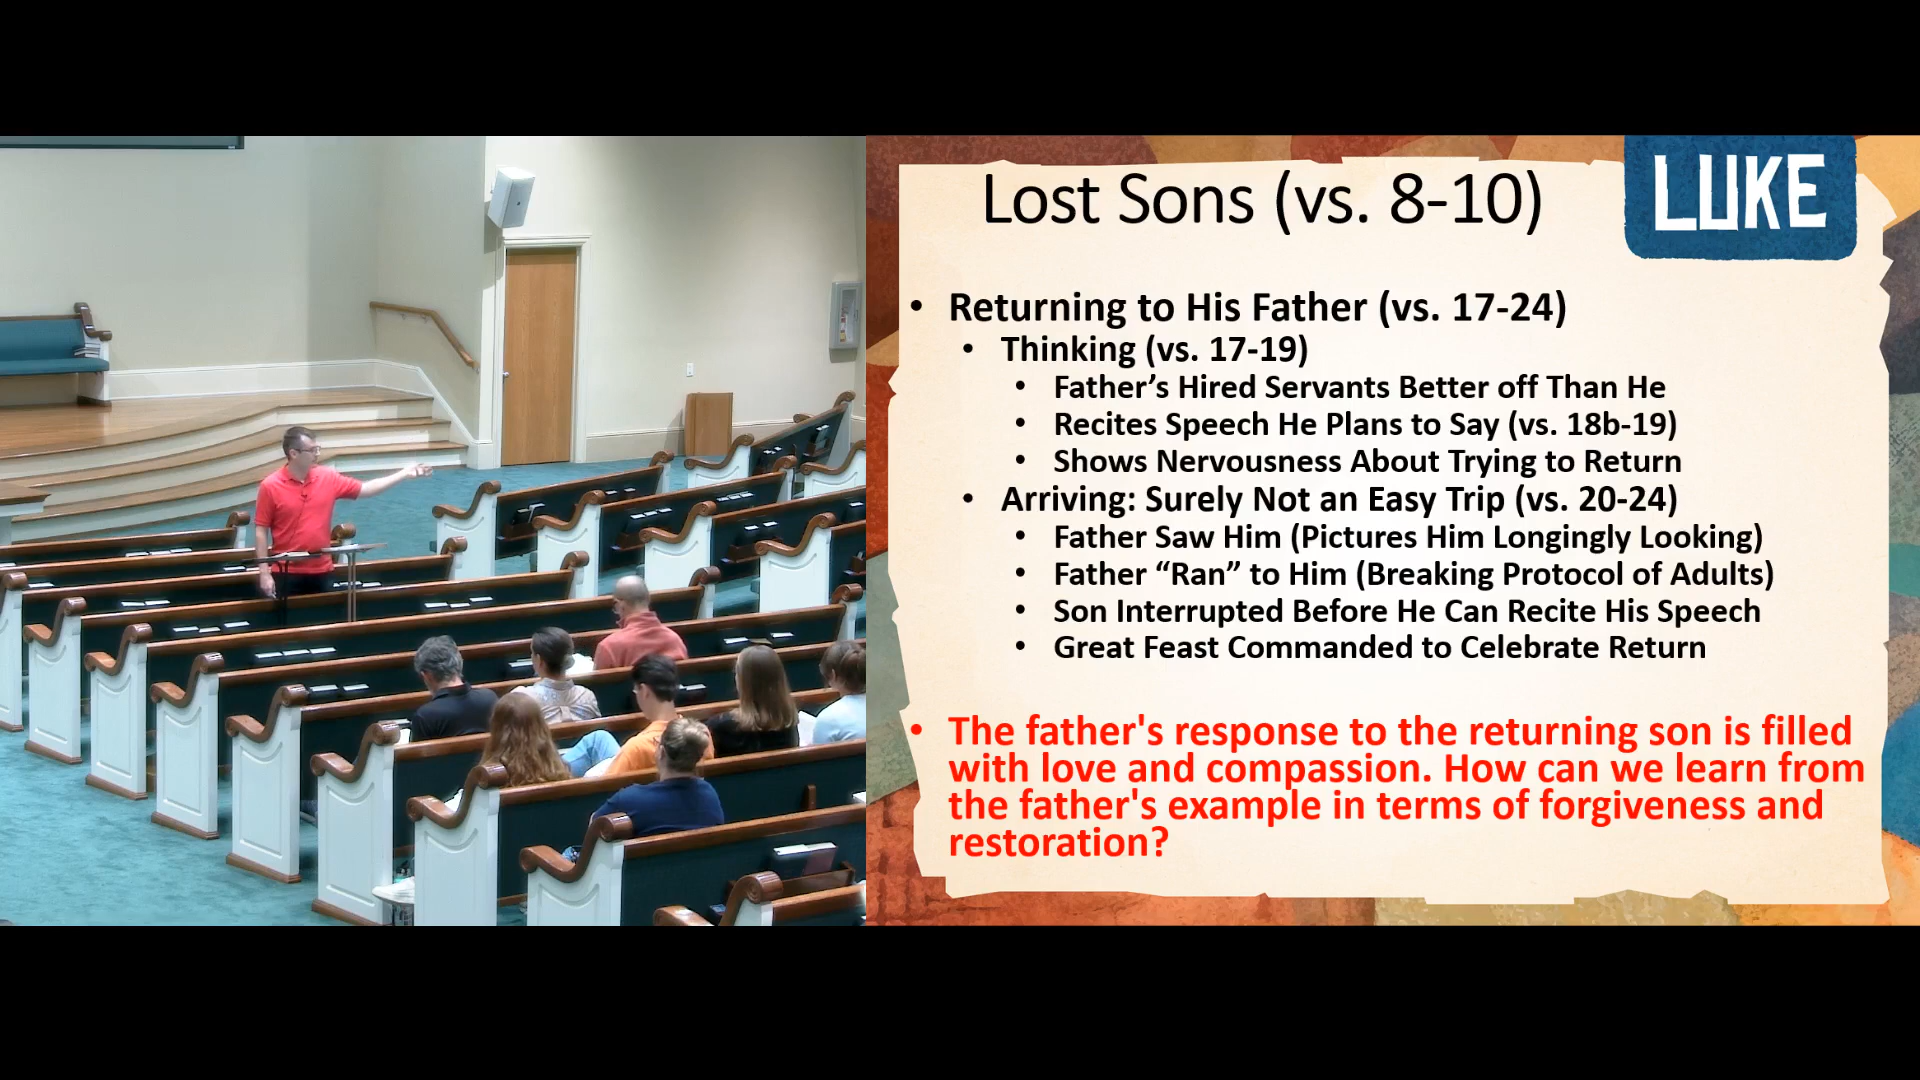 LUKE
Lost Sons (vs. 8-10)
• Returning to His Father (vs. 17-24)
• Thinking (vs. 17-19)
• Father’s Hired Servants Better off Than He
• Recites Speech He Plans to Say (vs. 18b-19)
• Shows Nervousness About Trying to Return
• Arriving: Surely Not an Easy Trip (vs. 20-24)
• Father Saw Him (Pictures Him Longingly Looking)
• Father “Ran” to Him (Breaking Protocol of Adults)
• Son Interrupted Before He Can Recite His Speech
• Great Feast Commanded to Celebrate Return
• The father's response to the returning son is filled
with love and compassion. How can we learn from
the father's example in terms of forgiveness and
restoration?